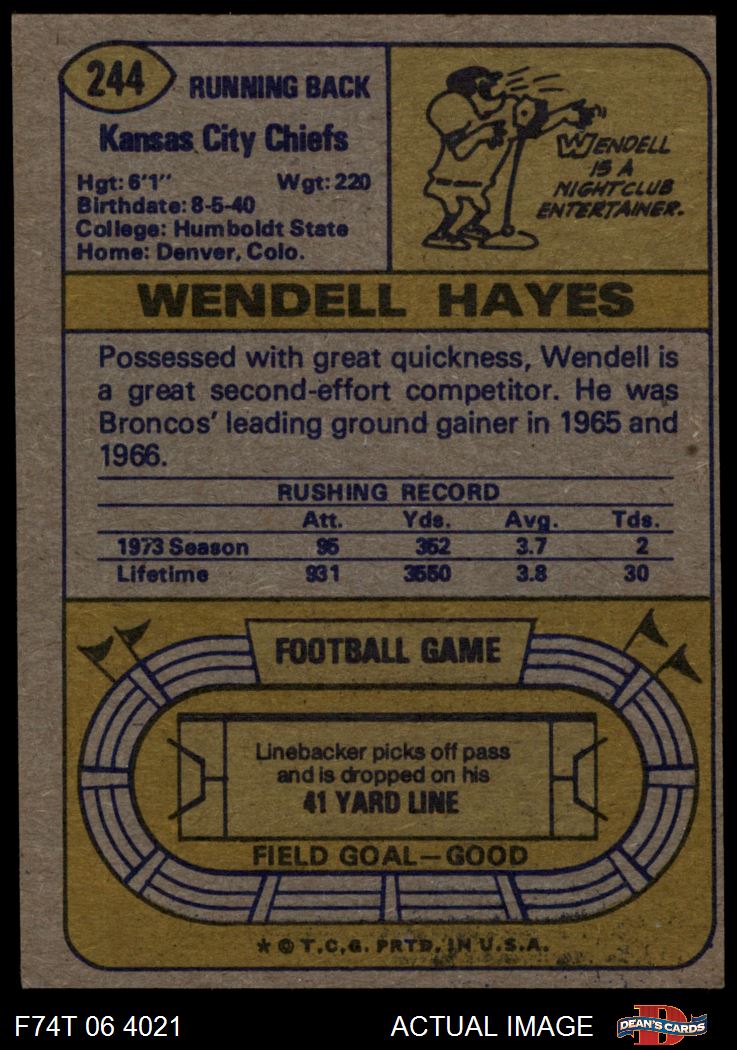 244
RUNNING BACK
Kansas City Chiefs
Hgt: 6'1" Wgt: 220
Birthdate: 8-5-40
College: Humboldt State
Home: Denver, Colo.
WENDELL
IS A
NIGHTCLUB
ENTERTAINER.
WENDELL HAYES
Possessed with great quickness, Wendell is
a great second-effort competitor. He was
Broncos' leading ground gainer in 1965 and
1966.
RUSHING RECORD
Att. Yds. Avg. Tds.
1973 Season 95 352 3.7 2
Lifetime 931 3550 3.8 30
FOOTBALL GAME
Linebacker picks off pass
and is dropped on his
41 YARD LINE
FIELD GOAL—GOOD
* © T.C.G. PRTD. IN U.S.A.
F74T 06 4021 ACTUAL IMAGE
D
DEAN'S CARDS